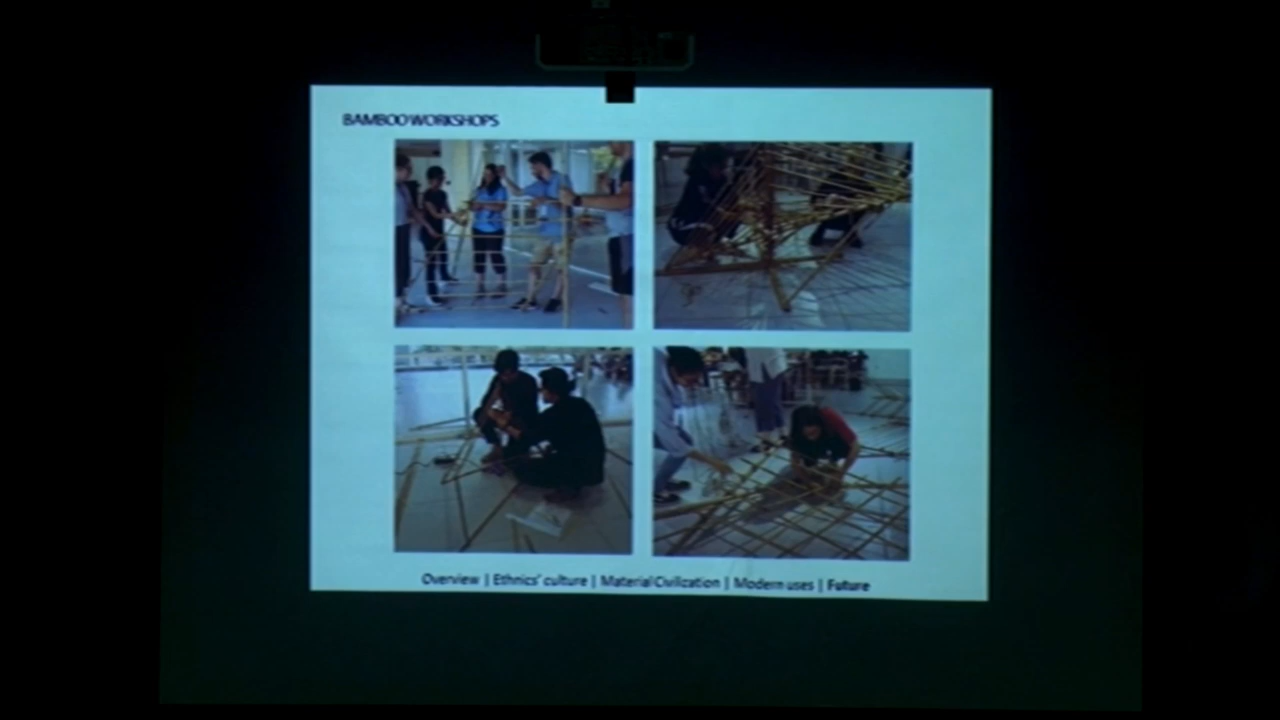 BAMBOO WORKSHOPS
Overview | Ethnics' culture | Material Civilization | Modern uses | Future